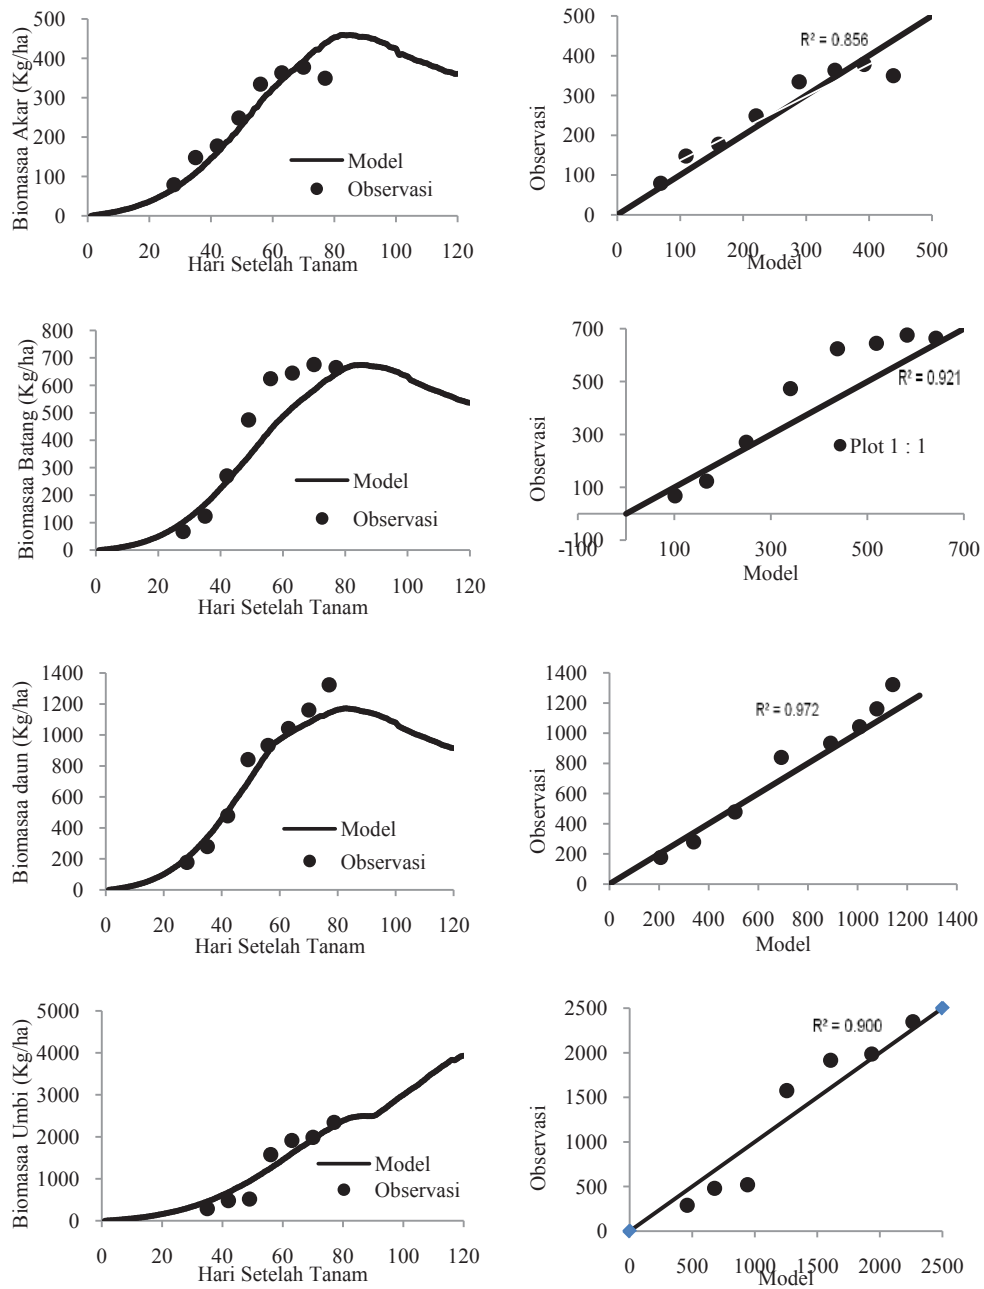 500
400
300
200
100
0
Biomasaa Akar (Kg/ha)
Model
Observasi
0 20 40 60 80 100 120
Hari Setelah Tanam
500
400
300
200
100
0
Observasi
R² = 0.856
0 100 200 300 400 500
Model
800
700
600
500
400
300
200
100
0
Biomasaa Batang (Kg/ha)
Model
Observasi
0 20 40 60 80 100 120
Hari Setelah Tanam
700
500
300
100
100
Observasi
R² = 0.921
Plot 1 : 1
-100 100 300 500 700
Model
1400
1200
1000
800
600
400
200
0
Biomasaa daun (Kg/ha)
Model
Observasi
0 20 40 60 80 100 120
Hari Setelah Tanam
1400
1200
1000
800
600
400
200
0
Observasi
R² = 0.972
0 200 400 600 800 1000 1200 1400
Model
5000
4000
3000
2000
1000
0
Biomasaa Umbi (Kg/ha)
Model
Observasi
0 20 40 60 80 100 120
Hari Setelah Tanam
2500
2000
1500
1000
500
0
Observasi
R² = 0.900
0 500 1000 1500 2000 2500
Model